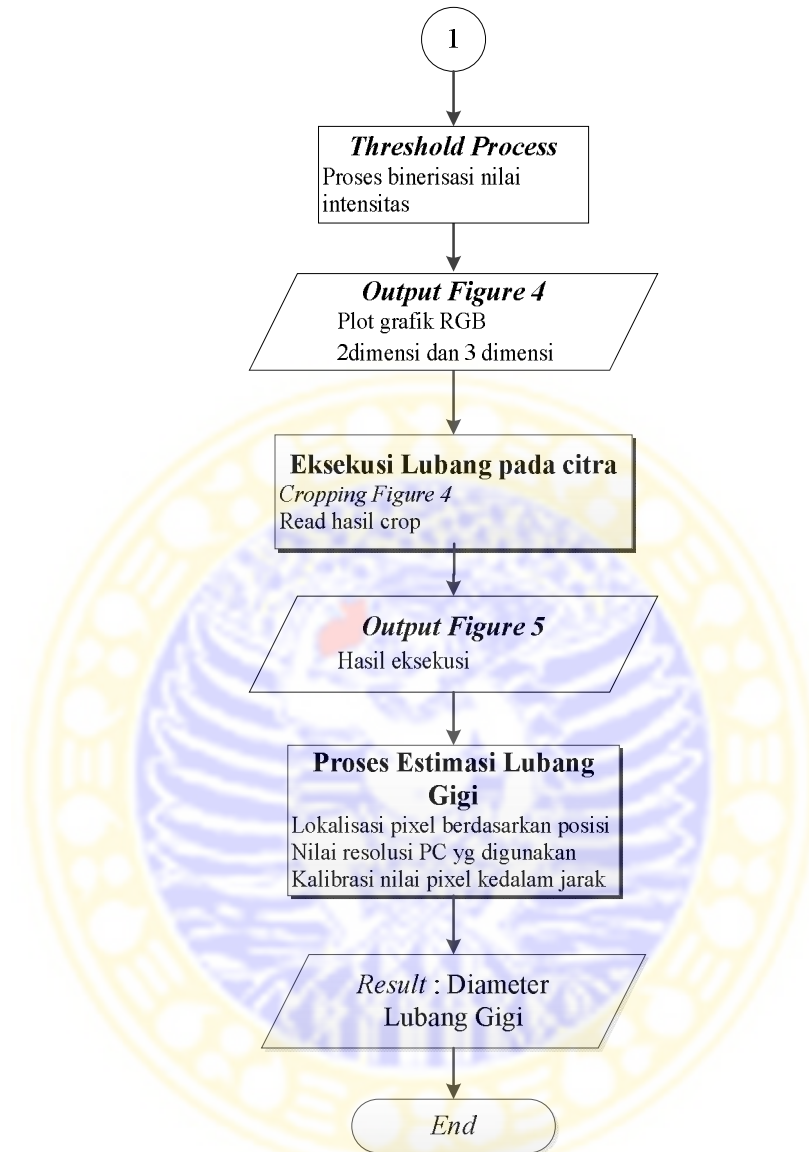 1
Threshold Process
Proses binerisasi nilai
intensitas
Output Figure 4
Plot grafik RGB
2dimensi dan 3 dimensi
Eksekusi Lubang pada citra
Cropping Figure 4
Read hasil crop
Output Figure 5
Hasil eksekusi
Proses Estimasi Lubang
Gigi
Lokalisasi pixel berdasarkan posisi
Nilai resolusi PC yg digunakan
Kalibrasi nilai pixel kedalam jarak
Result : Diameter
Lubang Gigi
End